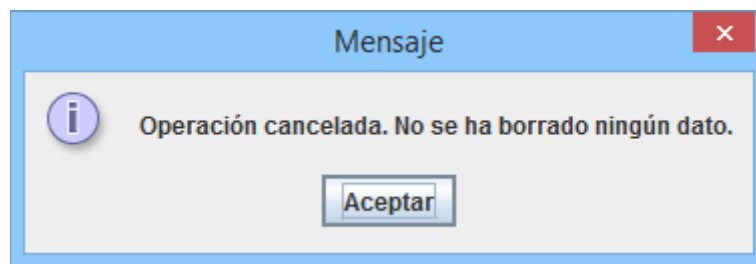 Mensaje
Operación cancelada. No se ha borrado ningún dato.
Aceptar